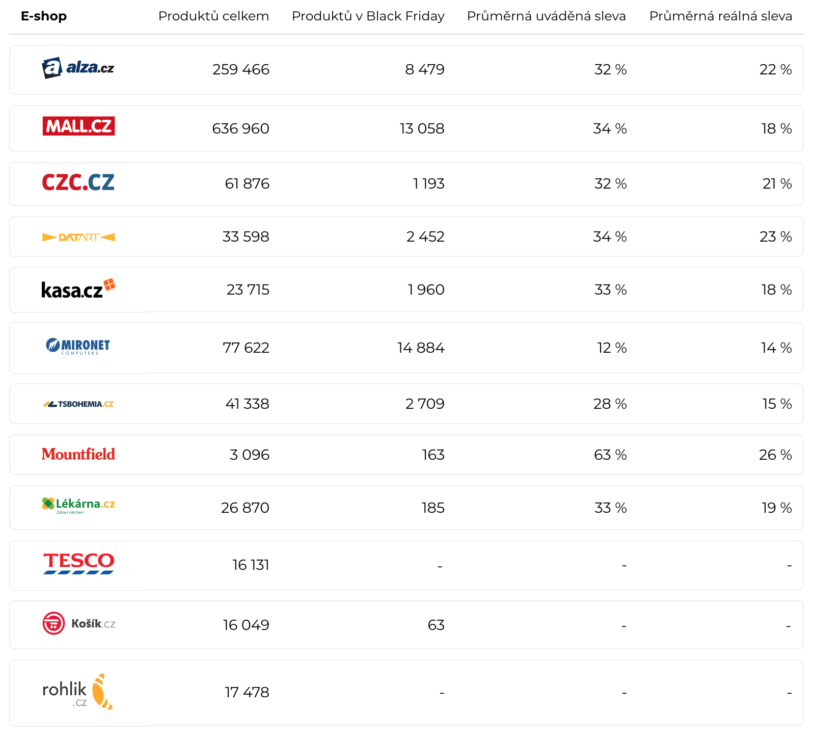 E-shop Produktů celkem Produktů v Black Friday Průměrná uváděná sleva Průměrná reálná sleva
alza.cz 259 466 8 479 32 % 22 %
MALL.CZ 636 960 13 058 34 % 18 %
CZC.CZ 61 876 1 193 32 % 21 %
DATART 33 598 2 452 34 % 23 %
kasa.cz 23 715 1 960 33 % 18 %
MIRONET COMPUTERS 77 622 14 884 12 % 14 %
TSBOHEMIA.CZ 41 338 2 709 28 % 15 %
Mountfield 3 096 163 63 % 26 %
Lékárna.cz 26 870 185 33 % 19 %
TESCO 16 131 - - -
Košík.cz 16 049 63 - -
rohlik.cz 17 478 - - -